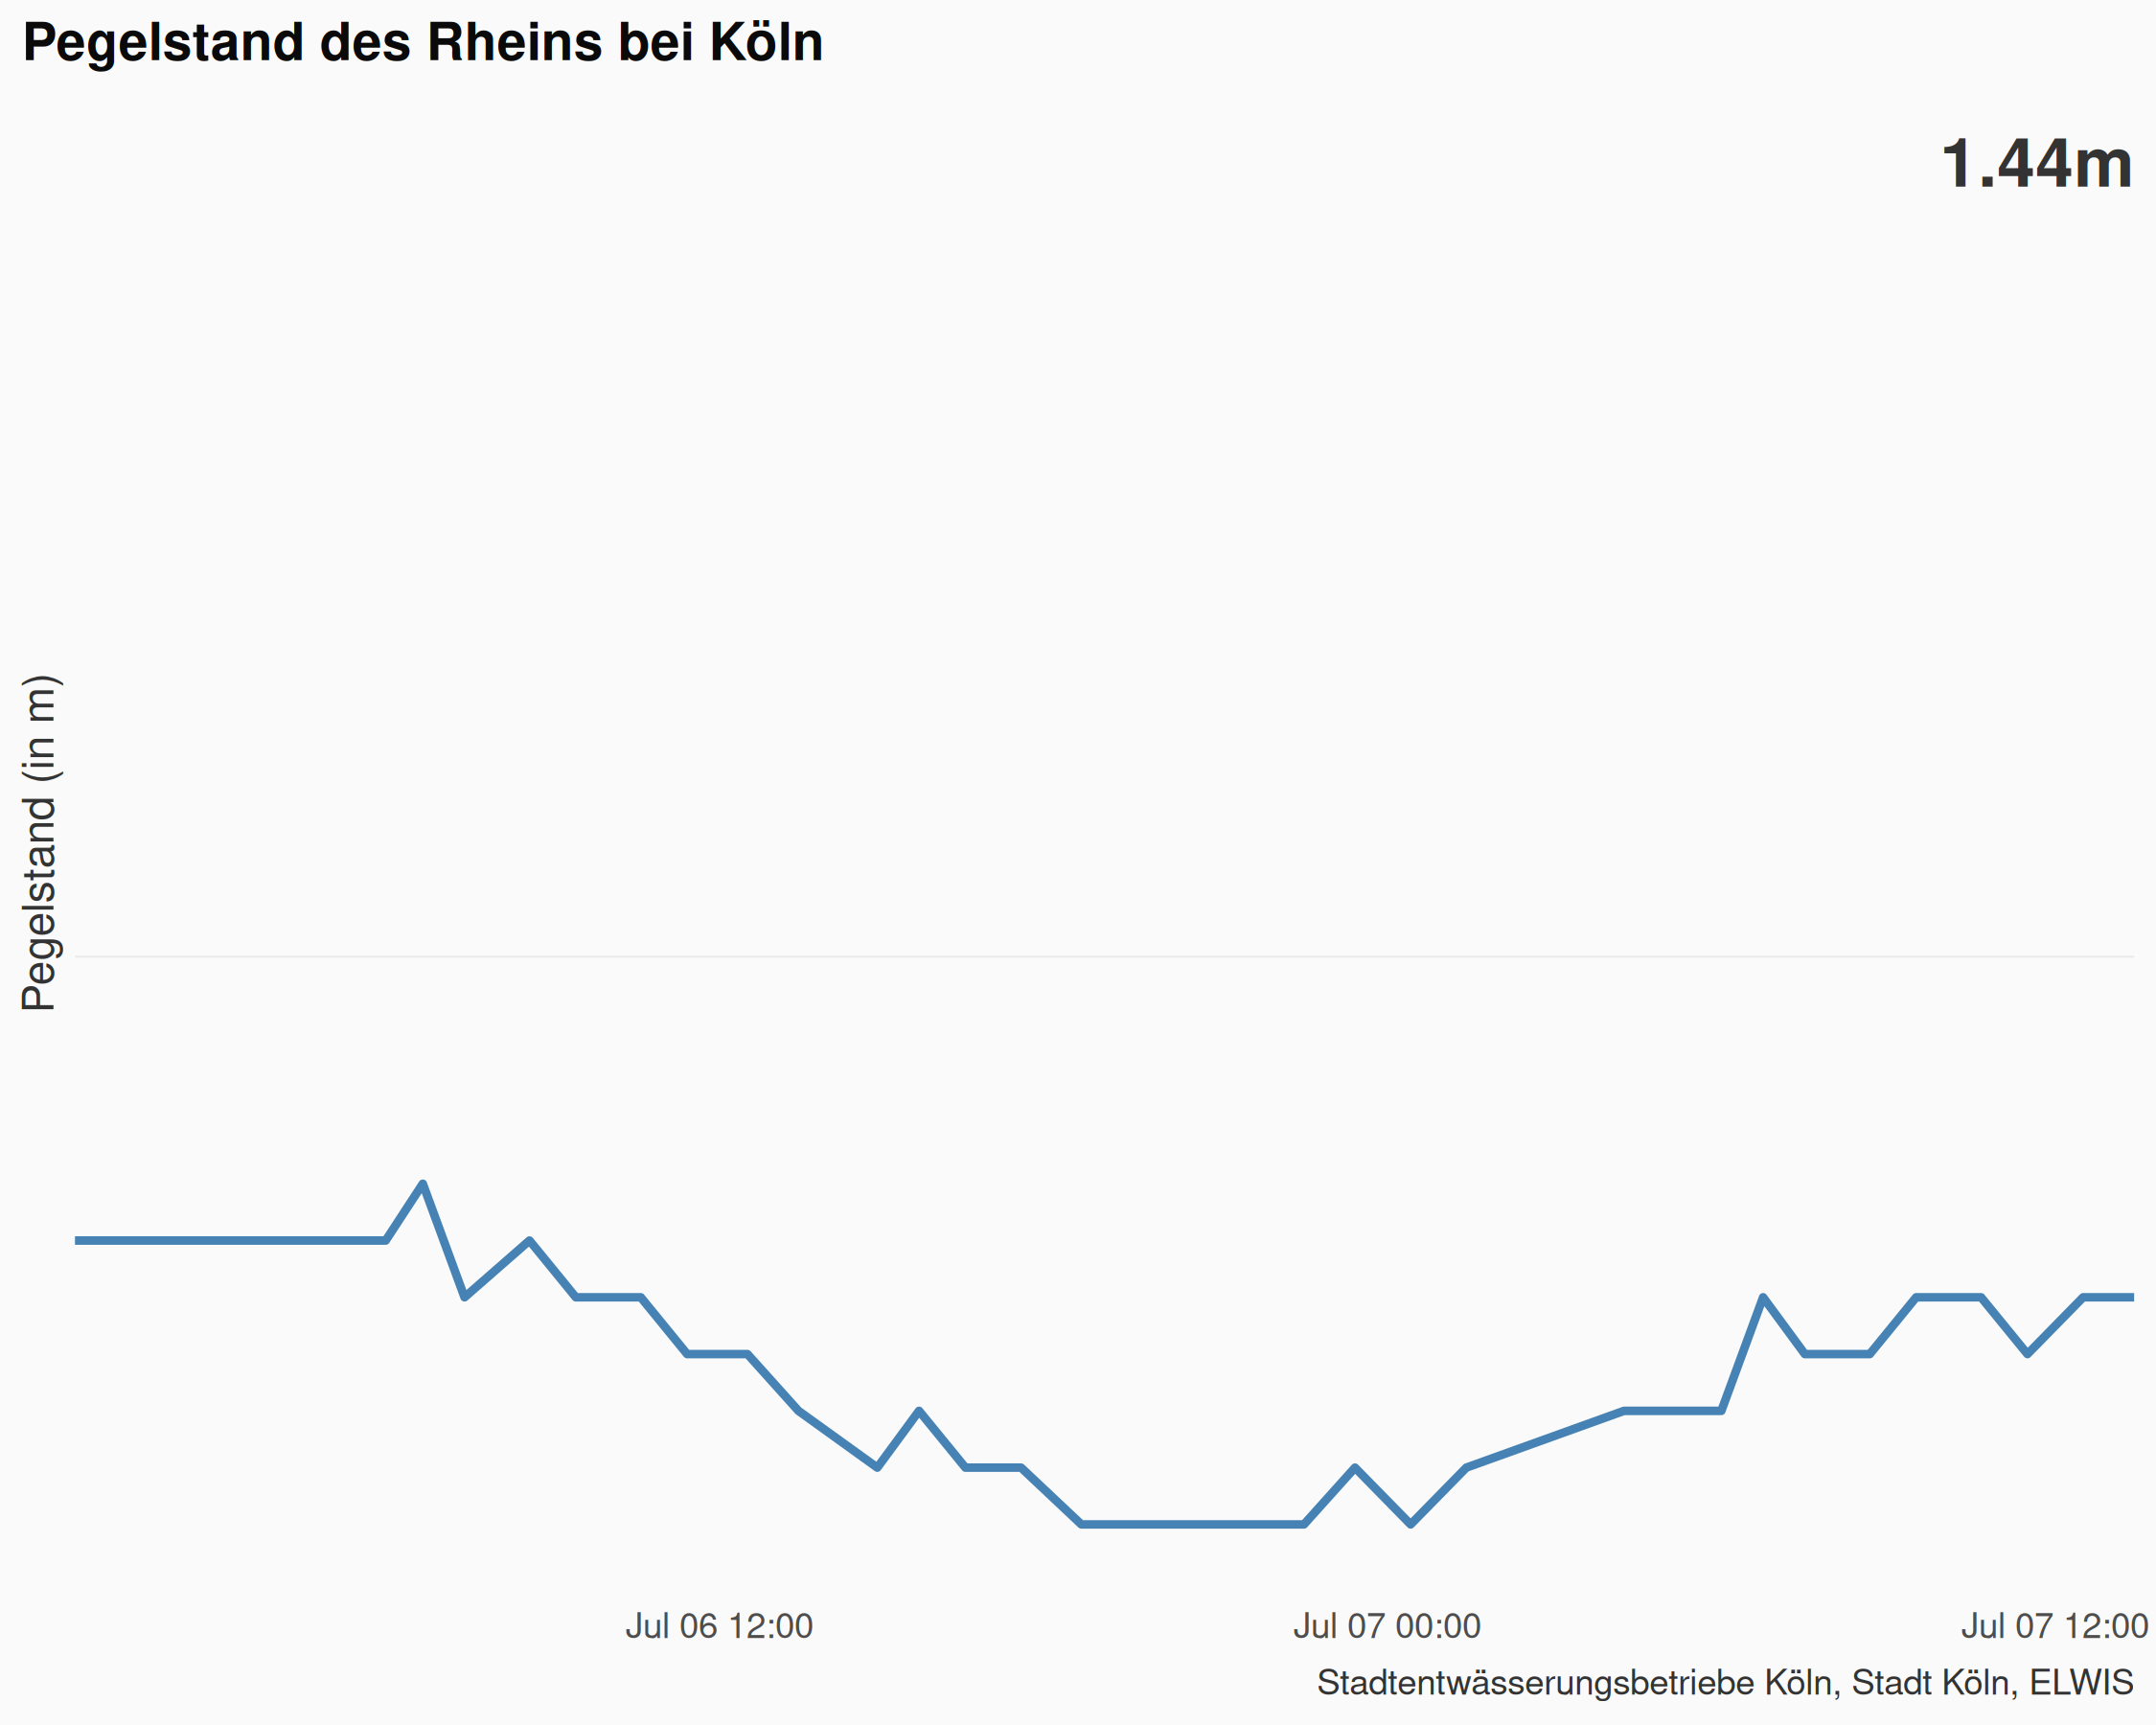 Pegelstand des Rheins bei Köln
1.44m
Pegelstand (in m)
Jul 06 12:00 Jul 07 00:00 Jul 07 12:00
Stadtentwässerungsbetriebe Köln, Stadt Köln, ELWIS